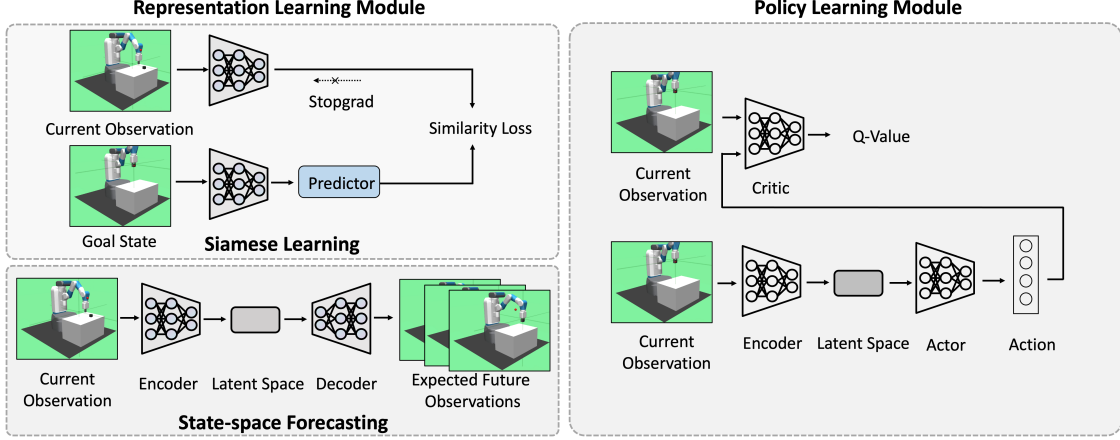 Representation Learning Module
Current Observation
Stopgrad
Similarity Loss
Predictor
Goal State
Siamese Learning
Current
Observation
Encoder
Latent Space
Decoder
Expected Future
Observations
State-space Forecasting
Policy Learning Module
Current
Observation
Critic
Q-Value
Current
Observation
Encoder
Latent Space
Actor
Action